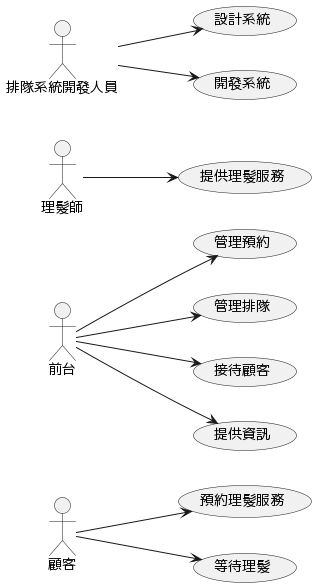 設計系統
排隊系統開發人員
開發系統
提供理髮服務
理髮師
管理預約
管理排隊
前台
接待顧客
提供資訊
預約理髮服務
顧客
等待理髮